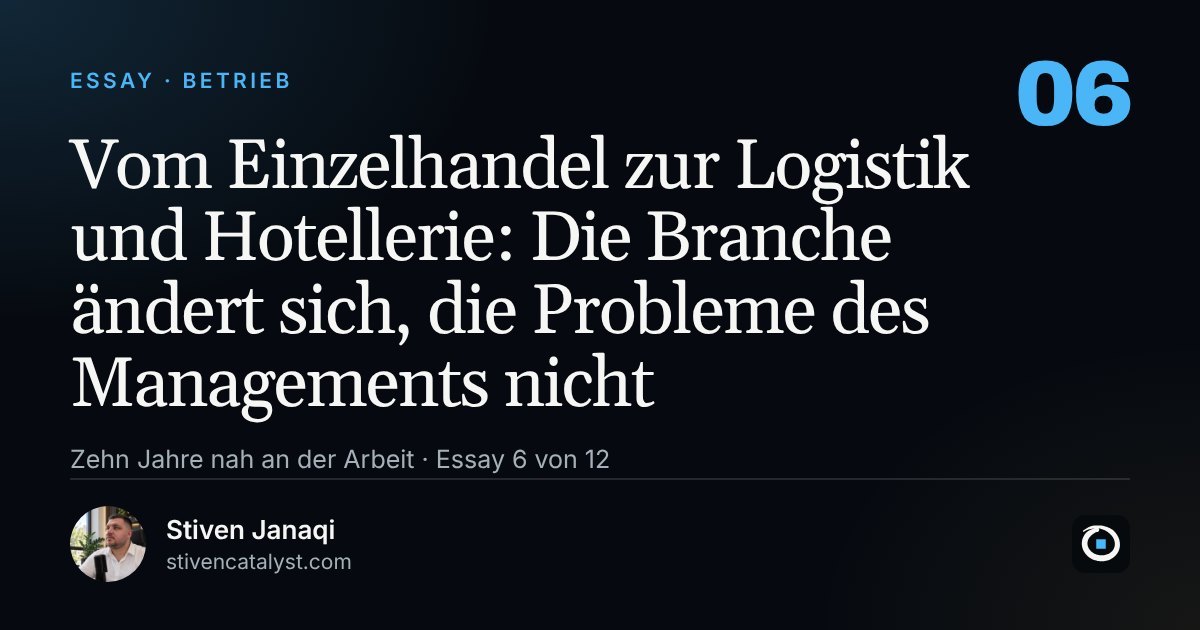 ESSAY · BETRIEB
06
Vom Einzelhandel zur Logistik
und Hotellerie: Die Branche
ändert sich, die Probleme des
Managements nicht
Zehn Jahre nah an der Arbeit · Essay 6 von 12
Stiven Janaqi
stivencatalyst.com